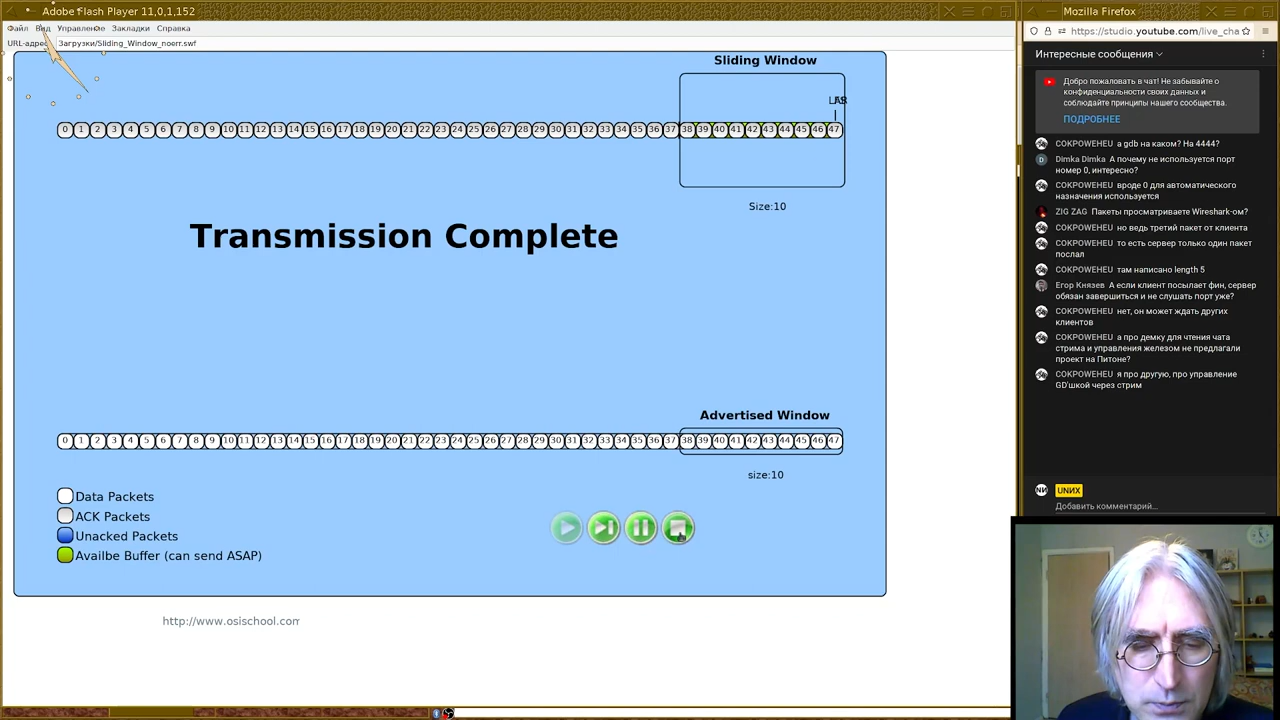 Adobe Flash Player 11,0,1,152
Файл Вид Управление Закладки Справка
URL-адрес Загрузки/Sliding_Window_noerr.swf
Sliding Window
0 1 2 3 4 5 6 7 8 9 10 11 12 13 14 15 16 17 18 19 20 21 22 23 24 25 26 27 28 29 30 31 32 33 34 35 36 37 38 39 40 41 42 43 44 45 46 47
Size:10
Transmission Complete
Advertised Window
0 1 2 3 4 5 6 7 8 9 10 11 12 13 14 15 16 17 18 19 20 21 22 23 24 25 26 27 28 29 30 31 32 33 34 35 36 37 38 39 40 41 42 43 44 45 46 47
size:10
Data Packets
ACK Packets
Unacked Packets
Availbe Buffer (can send ASAP)
http://www.osischool.com
Mozilla Firefox
https://studio.youtube.com/live_cha
Интересные сообщения
Добро пожаловать в чат! Не забывайте о
конфиденциальности своих данных и
соблюдайте принципы нашего сообщества.
ПОДРОБНЕЕ
COKPOWEHEU а gdb на каком? На 4444?
Dimka Dimka А почему не используется порт
номер 0, интересно?
COKPOWEHEU вроде 0 для автоматического
назначения используется
ZIG ZAG Пакеты просматриваете Wireshark-ом?
COKPOWEHEU но ведь третий пакет от клиента
COKPOWEHEU то есть сервер только один пакет
послал
COKPOWEHEU там написано length 5
Егор Князев А если клиент посылает фин, сервер
обязан завершиться и не слушать порт уже?
COKPOWEHEU нет, он может ждать других
клиентов
COKPOWEHEU а про демку для чтения чата
стрима и управления железом не предлагали
проект на Питоне?
COKPOWEHEU я про другую, про управление
GD'шкой через стрим
UNИX
Добавить комментарий...